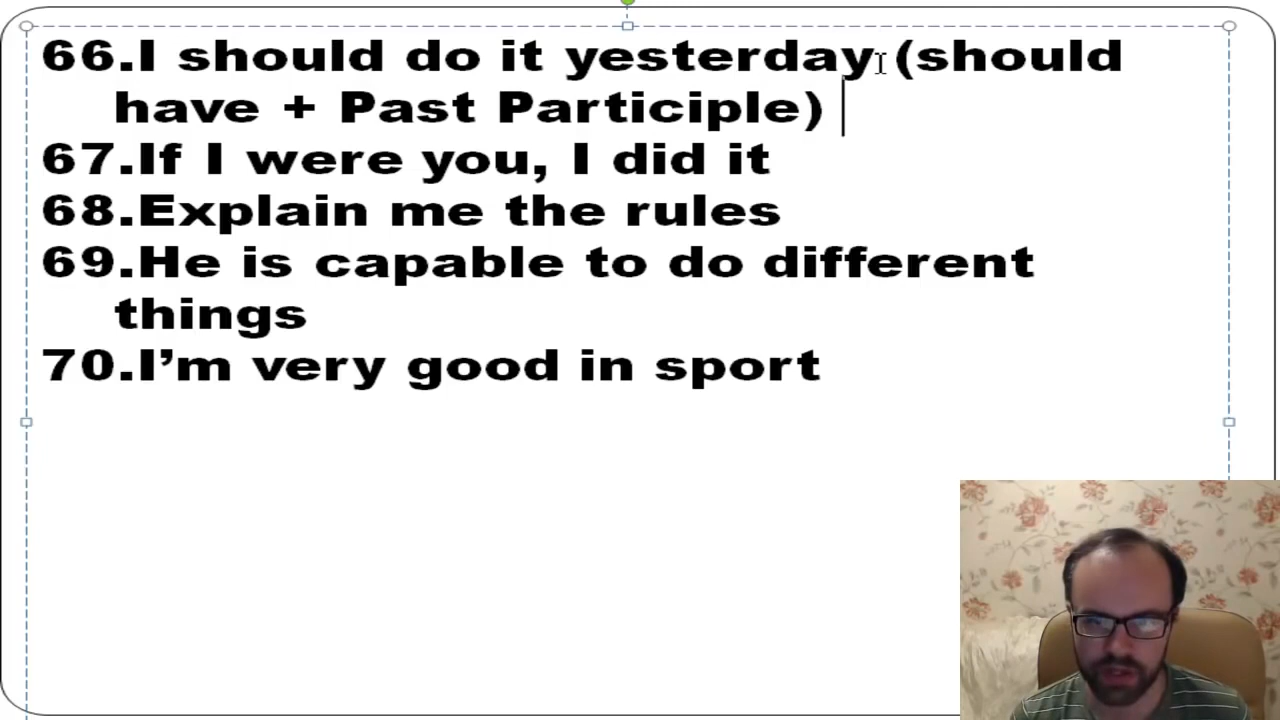 66.I should do it yesterday (should
have + Past Participle)
67.If I were you, I did it
68.Explain me the rules
69.He is capable to do different
things
70.I’m very good in sport